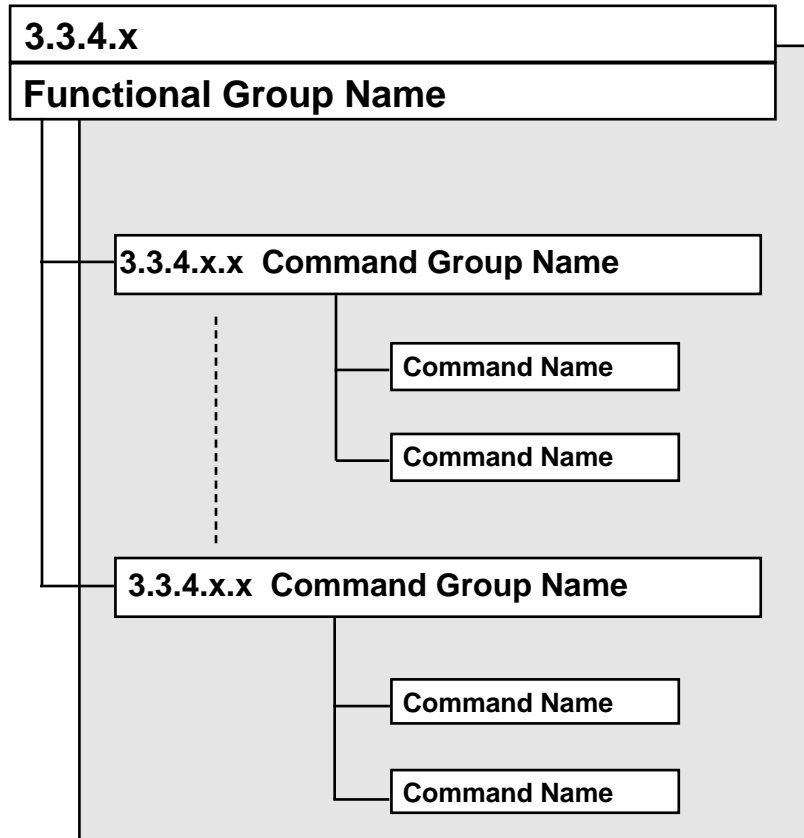 3.3.4.x
Functional Group Name
3.3.4.x.x Command Group Name
Command Name
Command Name
3.3.4.x.x Command Group Name
Command Name
Command Name